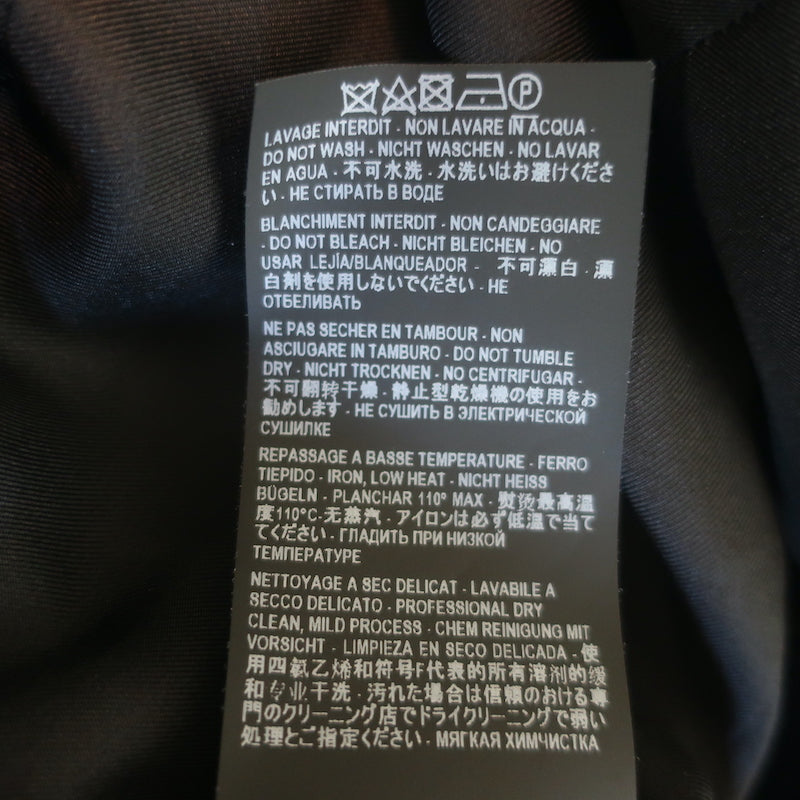 P
LAVAGE INTERDIT - NON LAVARE IN ACQUA -
DO NOT WASH - NICHT WASCHEN - NO LAVAR
EN AGUA - 不可水洗 - 水洗いはお避けくださ
い - НЕ СТИРАТЬ В ВОДЕ
BLANCHIMENT INTERDIT - NON CANDEGGIARE
- DO NOT BLEACH - NICHT BLEICHEN - NO
USAR LEJÍA/BLANQUEADOR - 不可漂白 - 漂
白剤を使用しないでください - НЕ
ОТБЕЛИВАТЬ
NE PAS SECHER EN TAMBOUR - NON
ASCIUGARE IN TAMBURO - DO NOT TUMBLE
DRY - NICHT TROCKNEN - NO CENTRIFUGAR -
不可翻转干燥 - 静止型乾燥機の使用をお
勧めします - НЕ СУШИТЬ В ЭЛЕКТРИЧЕСКОЙ
СУШИЛКЕ
REPASSAGE A BASSE TEMPERATURE - FERRO
TIEPIDO - IRON, LOW HEAT - NICHT HEISS
BÜGELN - PLANCHAR 110º MAX - 熨烫最高温
度110°C-无蒸汽 - アイロンは必ず低温で当て
てください - ГЛАДИТЬ ПРИ НИЗКОЙ
ТЕМПЕРАТУРЕ
NETTOYAGE A SEC DELICAT - LAVABILE A
SECCO DELICATO - PROFESSIONAL DRY
CLEAN, MILD PROCESS - CHEM REINIGUNG MIT
VORSICHT - LIMPIEZA EN SECO DELICADA - 使
用四氯乙烯和符号F代表的所有溶剂的缓
和专业干洗 - 汚れた場合は信頼のおける専
門のクリーニング店でドライクリーニングで弱い
処理とご指定ください - МЯГКАЯ ХИМЧИСТКА